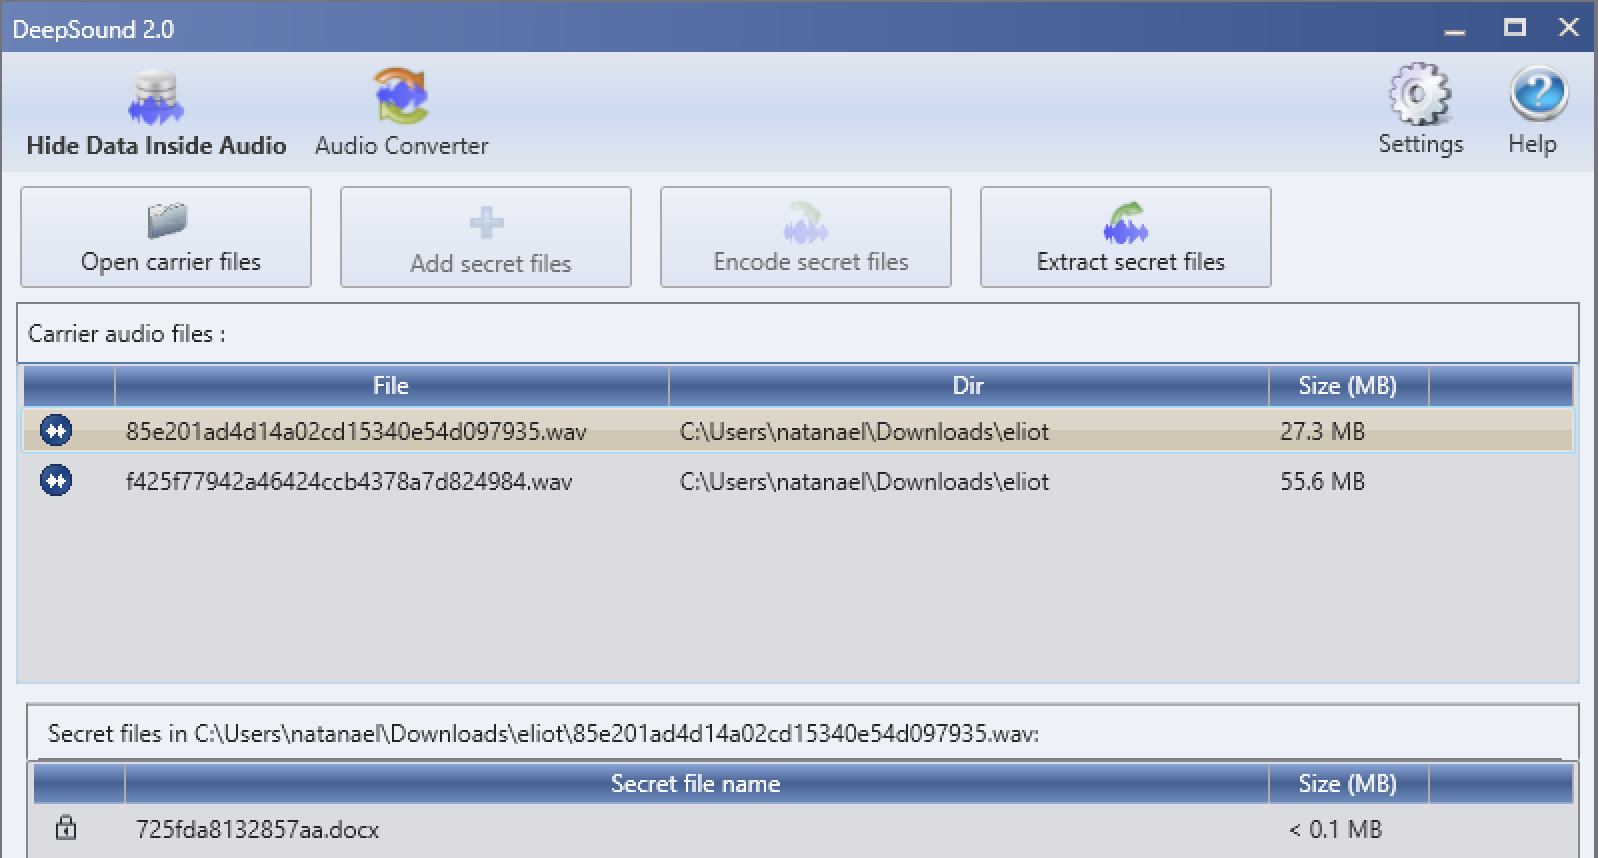 DeepSound 2.0
Hide Data Inside Audio Audio Converter Settings Help
Open carrier files Add secret files Encode secret files Extract secret files
Carrier audio files :
File Dir Size (MB)
85e201ad4d14a02cd15340e54d097935.wav C:\Users\natanael\Downloads\eliot 27.3 MB
f425f77942a46424ccb4378a7d824984.wav C:\Users\natanael\Downloads\eliot 55.6 MB
Secret files in C:\Users\natanael\Downloads\eliot\85e201ad4d14a02cd15340e54d097935.wav:
Secret file name Size (MB)
725fda8132857aa.docx < 0.1 MB